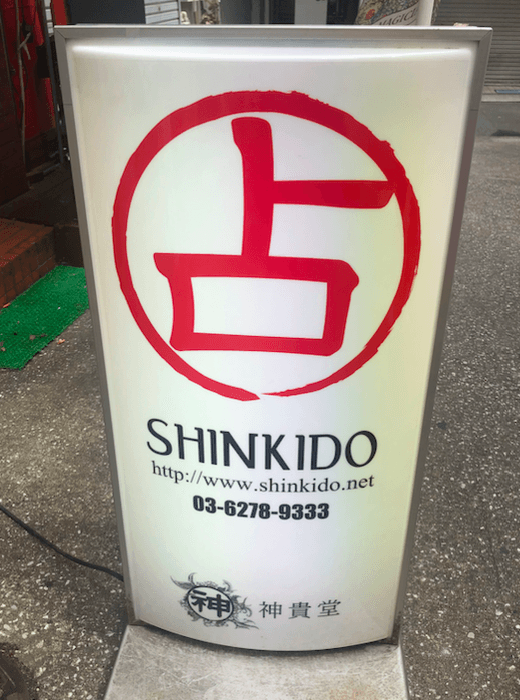 占
SHINKIDO
http://www.shinkido.net
03-6278-9333
神 神貴堂